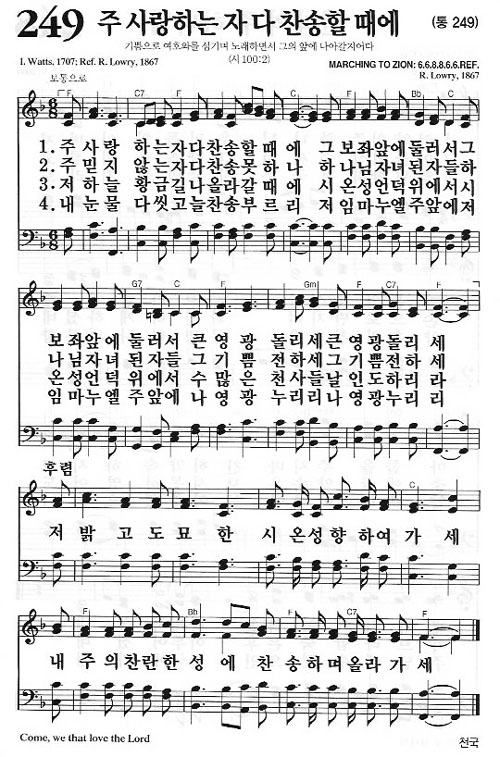 249 주 사랑하는 자 다 찬송할 때에 (통 249)
기쁨으로 여호와를 섬기며 노래하면서 그의 앞에 나아갈지어다
(시 100:2)
I. Watts, 1707; Ref. R. Lowry, 1867
MARCHING TO ZION: 6.6.8.8.6.6.REF.
R. Lowry, 1867
보통으로
F F C7 F C F Bb C
1. 주 사 랑 하 는 자 다 찬 송 할 때 에 그 보 좌 앞 에 둘 러 서 그
2. 주 믿 지 않 는 자 다 찬 송 못 하 나 하 나 님 자 녀 된 자 들 하
3. 저 하 늘 황 금 길 나 올 라 갈 때 에 시 온 성 언 덕 위 에 서 시
4. 내 눈 물 다 씻 고 늘 찬 송 부 르 리 저 임 마 누 엘 주 앞 에 저
G7 C F Gm F C7 F
보 좌 앞 에 둘 러 서 큰 영 광 돌 리 세 큰 영 광 돌 리 세
나 님 자 녀 된 자 들 그 기 쁨 전 하 세 그 기 쁨 전 하 세
온 성 언 덕 위 에 서 수 많 은 천 사 들 날 인 도 하 리 라
임 마 누 엘 주 앞 에 나 영 광 누 리 리 나 영 광 누 리 리
후렴
F C
저 밝 고 도 묘 한 시 온 성 향 하 여 가 세
F Bb C F C7 F
내 주 의 찬 란 한 성 에 찬 송 하 며 올 라 가 세
Come, we that love the Lord
천국